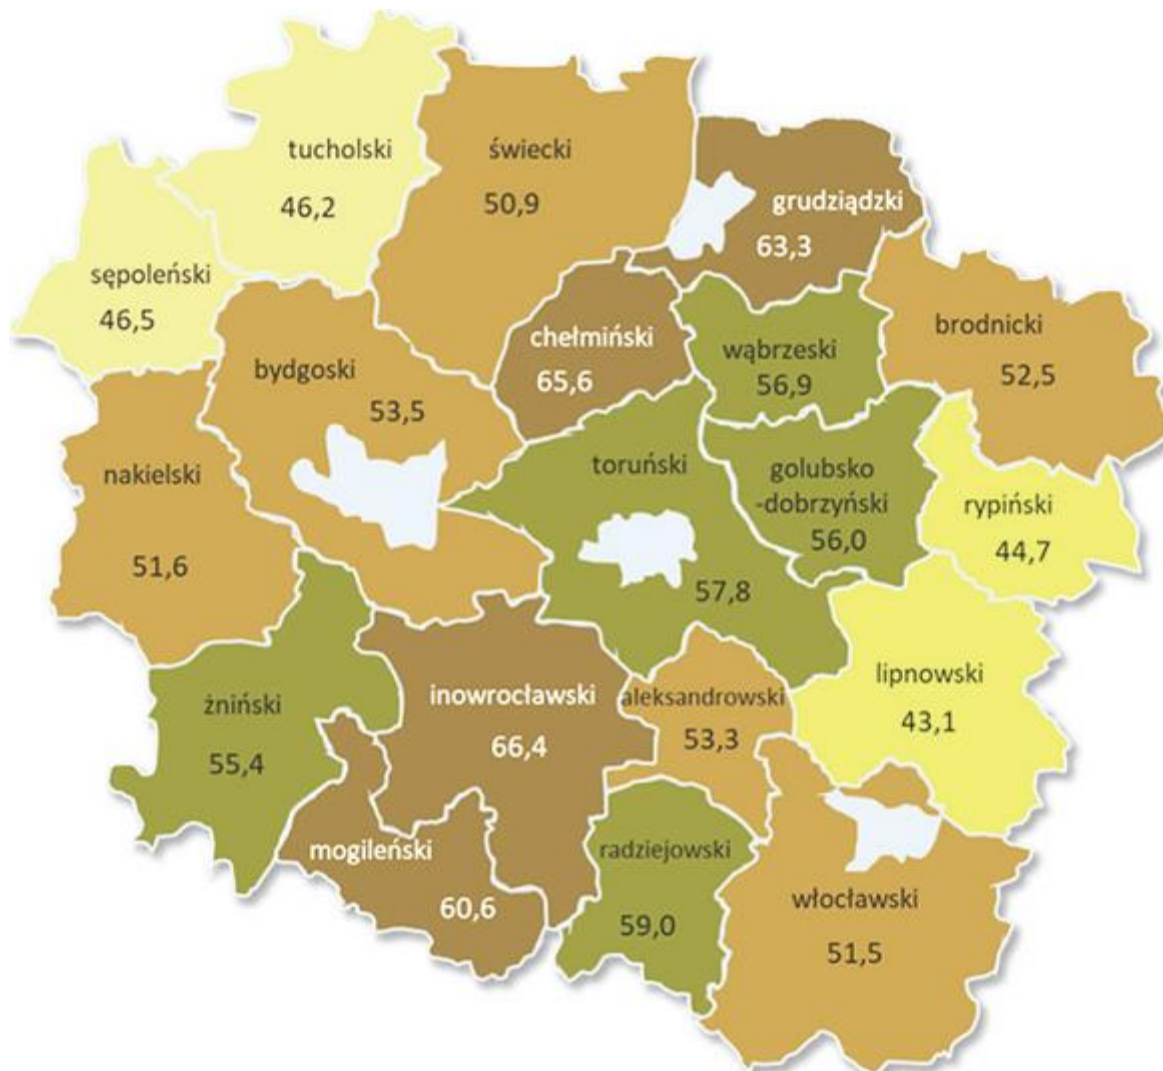 tucholski
46,2
świecki
50,9
grudziądzki
63,3
sępoleński
46,5
chełmiński
65,6
wąbrzeski
56,9
brodnicki
52,5
bydgoski
53,5
nakielski
51,6
toruński
57,8
golubsko
-dobrzyński
56,0
rypiński
44,7
żniński
55,4
inowrocławski
66,4
aleksandrowski
53,3
lipnowski
43,1
mogileński
60,6
radziejowski
59,0
włocławski
51,5